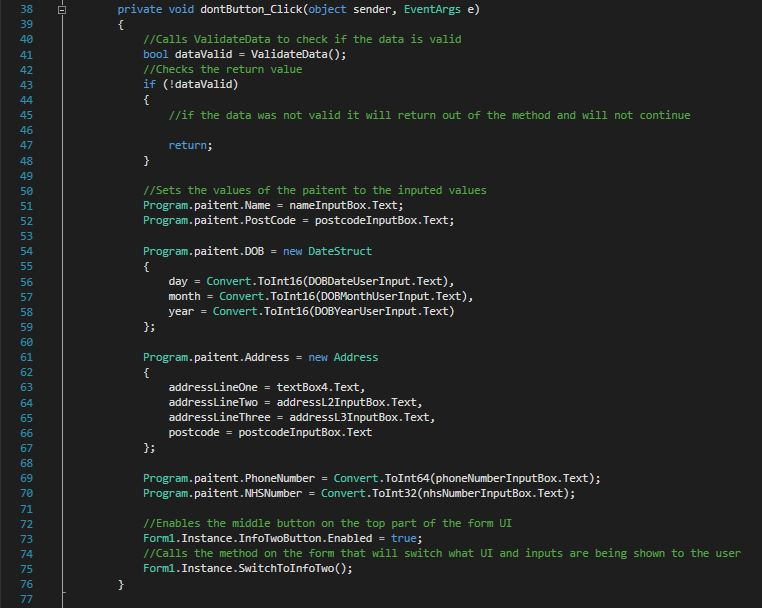 38 private void dontButton_Click(object sender, EventArgs e)
39 {
40 //Calls ValidateData to check if the data is valid
41 bool dataValid = ValidateData();
42 //Checks the return value
43 if (!dataValid)
44 {
45 //if the data was not valid it will return out of the method and will not continue
46
47 return;
48 }
49
50 //Sets the values of the paitent to the inputed values
51 Program.paitent.Name = nameInputBox.Text;
52 Program.paitent.PostCode = postcodeInputBox.Text;
53
54 Program.paitent.DOB = new DateStruct
55 {
56 day = Convert.ToInt16(DOBDateUserInput.Text),
57 month = Convert.ToInt16(DOBMonthUserInput.Text),
58 year = Convert.ToInt16(DOBYearUserInput.Text)
59 };
60
61 Program.paitent.Address = new Address
62 {
63 addressLineOne = textBox4.Text,
64 addressLineTwo = addressL2InputBox.Text,
65 addressLineThree = addressL3InputBox.Text,
66 postcode = postcodeInputBox.Text
67 };
68
69 Program.paitent.PhoneNumber = Convert.ToInt64(phoneNumberInputBox.Text);
70 Program.paitent.NHSNumber = Convert.ToInt32(nhsNumberInputBox.Text);
71
72 //Enables the middle button on the top part of the form UI
73 Form1.Instance.InfoTwoButton.Enabled = true;
74 //Calls the method on the form that will switch what UI and inputs are being shown to the user
75 Form1.Instance.SwitchToInfoTwo();
76 }
77